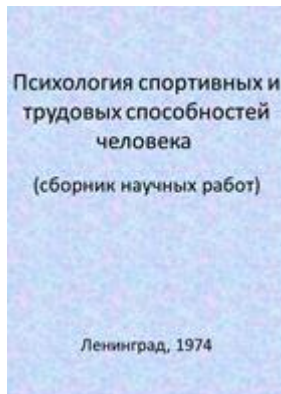 Психология спортивных и
трудовых способностей
человека
(сборник научных работ)
Ленинград, 1974